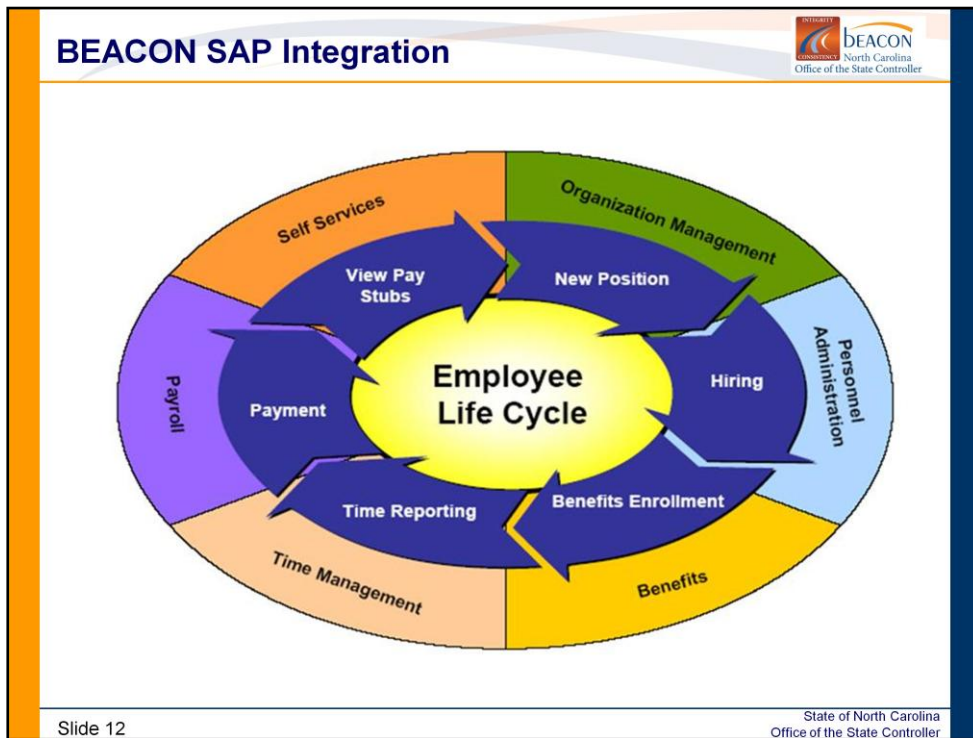 BEACON SAP Integration
INTEGRITY
CONSISTENCY
bEACON
North Carolina
Office of the State Controller
Self Services
Organization Management
View Pay
Stubs
New Position
Personnel
Administration
Hiring
Employee
Life Cycle
Payroll
Payment
Time Reporting
Benefits Enrollment
Time Management
Benefits
Slide 12
State of North Carolina
Office of the State Controller